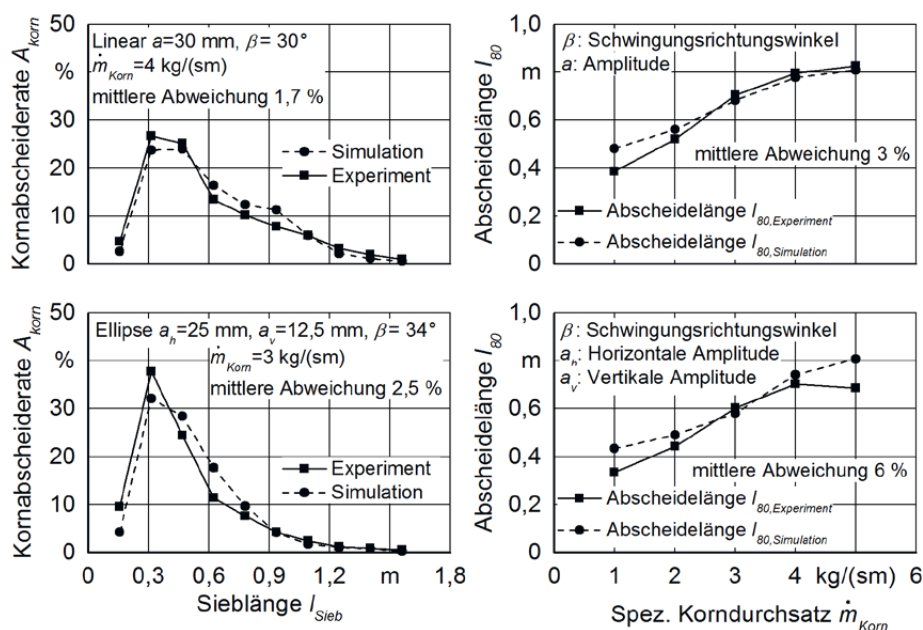 Kornabscheiderate A_korn
50
%
30
20
10
0
Linear a=30 mm, β= 30°
ṁ_Korn=4 kg/(sm)
mittlere Abweichung 1,7 %
Simulation
Experiment
Abscheidelänge l_80
1,0
m
0,6
0,4
0,2
0
β: Schwingungsrichtungswinkel
a: Amplitude
mittlere Abweichung 3 %
Abscheidelänge l_80,Experiment
Abscheidelänge l_80,Simulation
Kornabscheiderate A_korn
50
%
30
20
10
0
Ellipse a_h=25 mm, a_v=12,5 mm, β= 34°
ṁ_Korn=3 kg/(sm)
mittlere Abweichung 2,5 %
Experiment
Simulation
0 0,3 0,6 0,9 1,2 m 1,8
Sieblänge l_Sieb
Abscheidelänge l_80
1,0
m
0,6
0,4
0,2
0
β: Schwingungsrichtungswinkel
a_h: Horizontale Amplitude
a_v: Vertikale Amplitude
mittlere Abweichung 6 %
Abscheidelänge l_80,Experiment
Abscheidelänge l_80,Simulation
0 1 2 3 4 kg/(sm) 6
Spez. Korndurchsatz ṁ_Korn